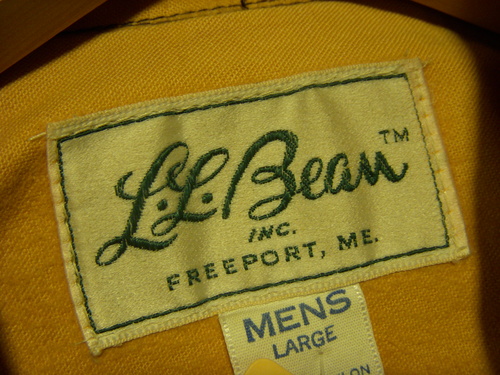 L.L.Bean™
INC.
FREEPORT, ME.
MENS
LARGE